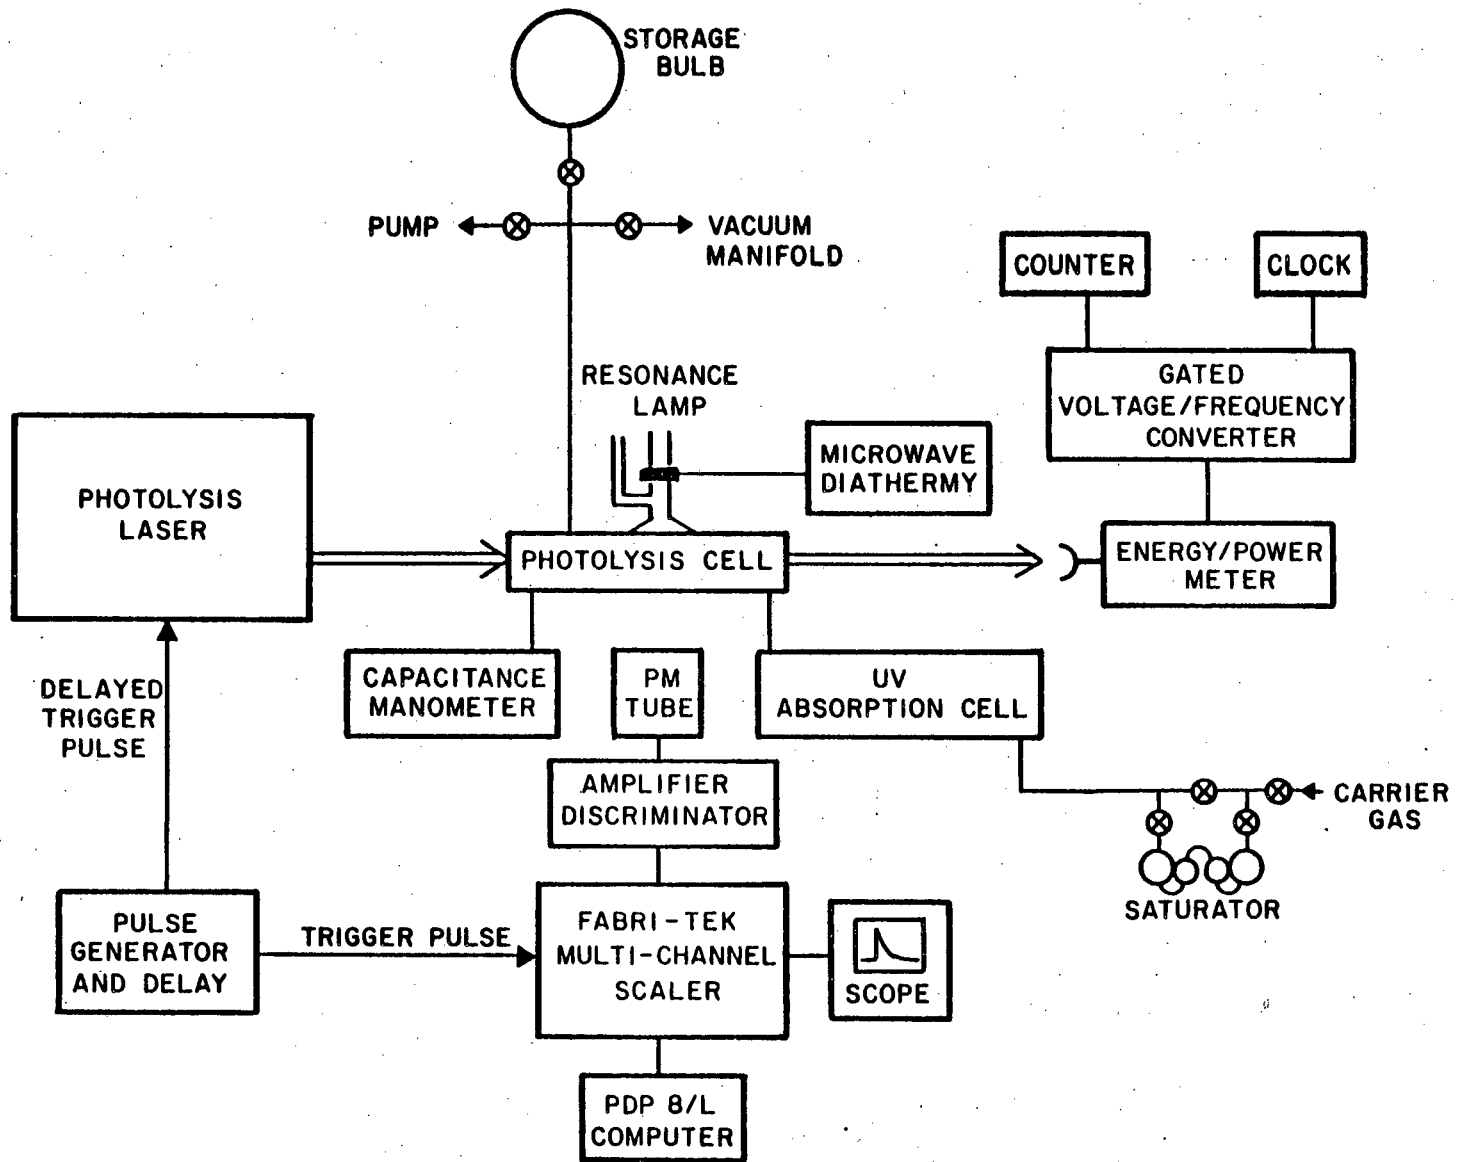 STORAGE
BULB
PUMP
VACUUM
MANIFOLD
COUNTER
CLOCK
GATED
VOLTAGE/FREQUENCY
CONVERTER
RESONANCE
LAMP
MICROWAVE
DIATHERMY
PHOTOLYSIS
LASER
PHOTOLYSIS CELL
ENERGY/POWER
METER
DELAYED
TRIGGER
PULSE
CAPACITANCE
MANOMETER
PM
TUBE
UV
ABSORPTION CELL
AMPLIFIER
DISCRIMINATOR
CARRIER
GAS
SATURATOR
PULSE
GENERATOR
AND DELAY
TRIGGER PULSE
FABRI-TEK
MULTI-CHANNEL
SCALER
SCOPE
PDP 8/L
COMPUTER